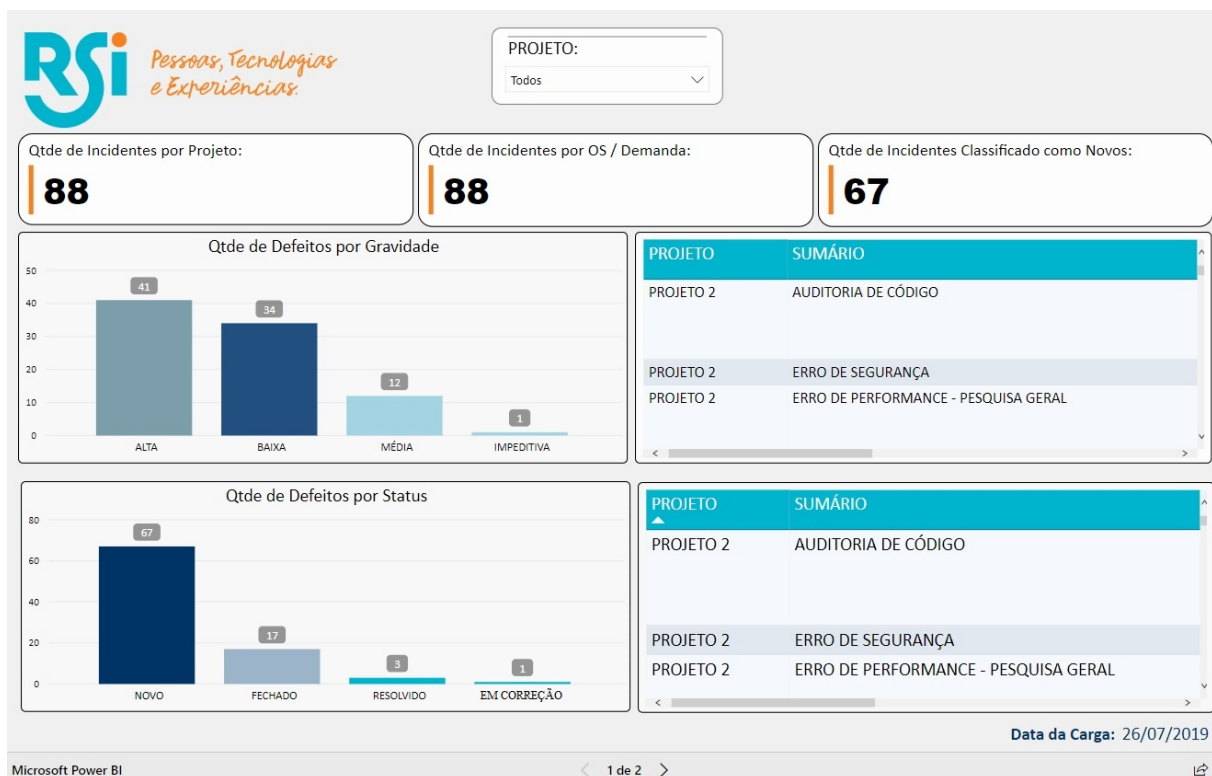 RSi
Pessoas, Tecnologias
e Experiências.
PROJETO:
Todos
Qtde de Incidentes por Projeto:
88
Qtde de Incidentes por OS / Demanda:
88
Qtde de Incidentes Classificado como Novos:
67
Qtde de Defeitos por Gravidade
50
40
30
20
10
0
41
34
12
1
ALTA BAIXA MÉDIA IMPEDITIVA
PROJETO SUMÁRIO
PROJETO 2 AUDITORIA DE CÓDIGO
PROJETO 2 ERRO DE SEGURANÇA
PROJETO 2 ERRO DE PERFORMANCE - PESQUISA GERAL
Qtde de Defeitos por Status
80
60
40
20
0
67
17
3
1
NOVO FECHADO RESOLVIDO EM CORREÇÃO
PROJETO SUMÁRIO
PROJETO 2 AUDITORIA DE CÓDIGO
PROJETO 2 ERRO DE SEGURANÇA
PROJETO 2 ERRO DE PERFORMANCE - PESQUISA GERAL
Data da Carga: 26/07/2019
Microsoft Power BI
1 de 2